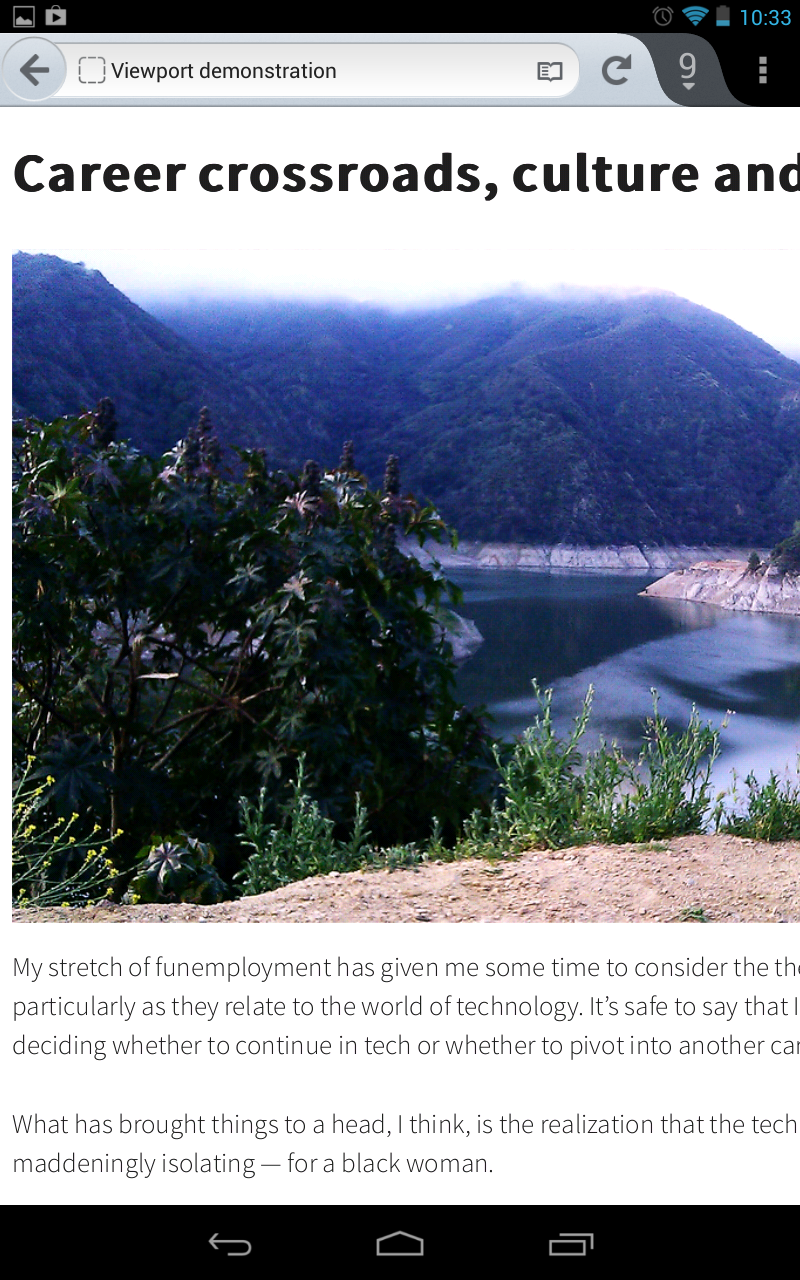 10:33
Viewport demonstration
9
Career crossroads, culture and
My stretch of funemployment has given me some time to consider the
particularly as they relate to the world of technology. It’s safe to say that I
deciding whether to continue in tech or whether to pivot into another
What has brought things to a head, I think, is the realization that the tech
maddeningly isolating — for a black woman.